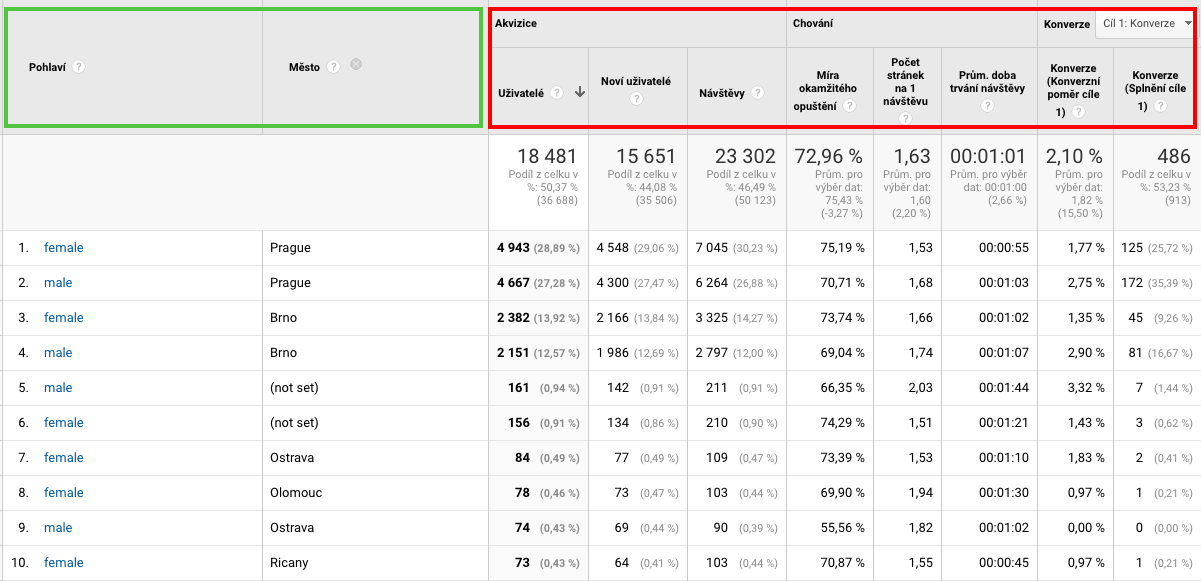 Akvizice Chování Konverze Cíl 1: Konverze
Pohlaví ? Město ? Uživatelé ? Noví uživatelé ? Návštěvy ? Míra okamžitého opuštění ? Počet stránek na 1 návštěvu ? Prům. doba trvání návštěvy ? Konverze (Konverzní poměr cíle 1) ? Konverze (Splnění cíle 1) ?
18 481 15 651 23 302 72,96 % 1,63 00:01:01 2,10 % 486
Podíl z celku v %: 50,37 % (36 688) Podíl z celku v %: 44,08 % (35 506) Podíl z celku v %: 46,49 % (50 123) Prům. pro výběr dat: 75,43 % (-3,27 %) Prům. pro výběr dat: 1,60 (2,20 %) Prům. pro výběr dat: 00:01:00 (2,66 %) Prům. pro výběr dat: 1,82 % (15,50 %) Podíl z celku v %: 53,23 % (913)
1. female Prague 4 943 (28,89 %) 4 548 (29,06 %) 7 045 (30,23 %) 75,19 % 1,53 00:00:55 1,77 % 125 (25,72 %)
2. male Prague 4 667 (27,28 %) 4 300 (27,47 %) 6 264 (26,88 %) 70,71 % 1,68 00:01:03 2,75 % 172 (35,39 %)
3. female Brno 2 382 (13,92 %) 2 166 (13,84 %) 3 325 (14,27 %) 73,74 % 1,66 00:01:02 1,35 % 45 (9,26 %)
4. male Brno 2 151 (12,57 %) 1 986 (12,69 %) 2 797 (12,00 %) 69,04 % 1,74 00:01:07 2,90 % 81 (16,67 %)
5. male (not set) 161 (0,94 %) 142 (0,91 %) 211 (0,91 %) 66,35 % 2,03 00:01:44 3,32 % 7 (1,44 %)
6. female (not set) 156 (0,91 %) 134 (0,86 %) 210 (0,90 %) 74,29 % 1,51 00:01:21 1,43 % 3 (0,62 %)
7. female Ostrava 84 (0,49 %) 77 (0,49 %) 109 (0,47 %) 73,39 % 1,53 00:01:10 1,83 % 2 (0,41 %)
8. female Olomouc 78 (0,46 %) 73 (0,47 %) 103 (0,44 %) 69,90 % 1,94 00:01:30 0,97 % 1 (0,21 %)
9. male Ostrava 74 (0,43 %) 69 (0,44 %) 90 (0,39 %) 55,56 % 1,82 00:01:02 0,00 % 0 (0,00 %)
10. female Ricany 73 (0,43 %) 64 (0,41 %) 103 (0,44 %) 70,87 % 1,55 00:00:45 0,97 % 1 (0,21 %)